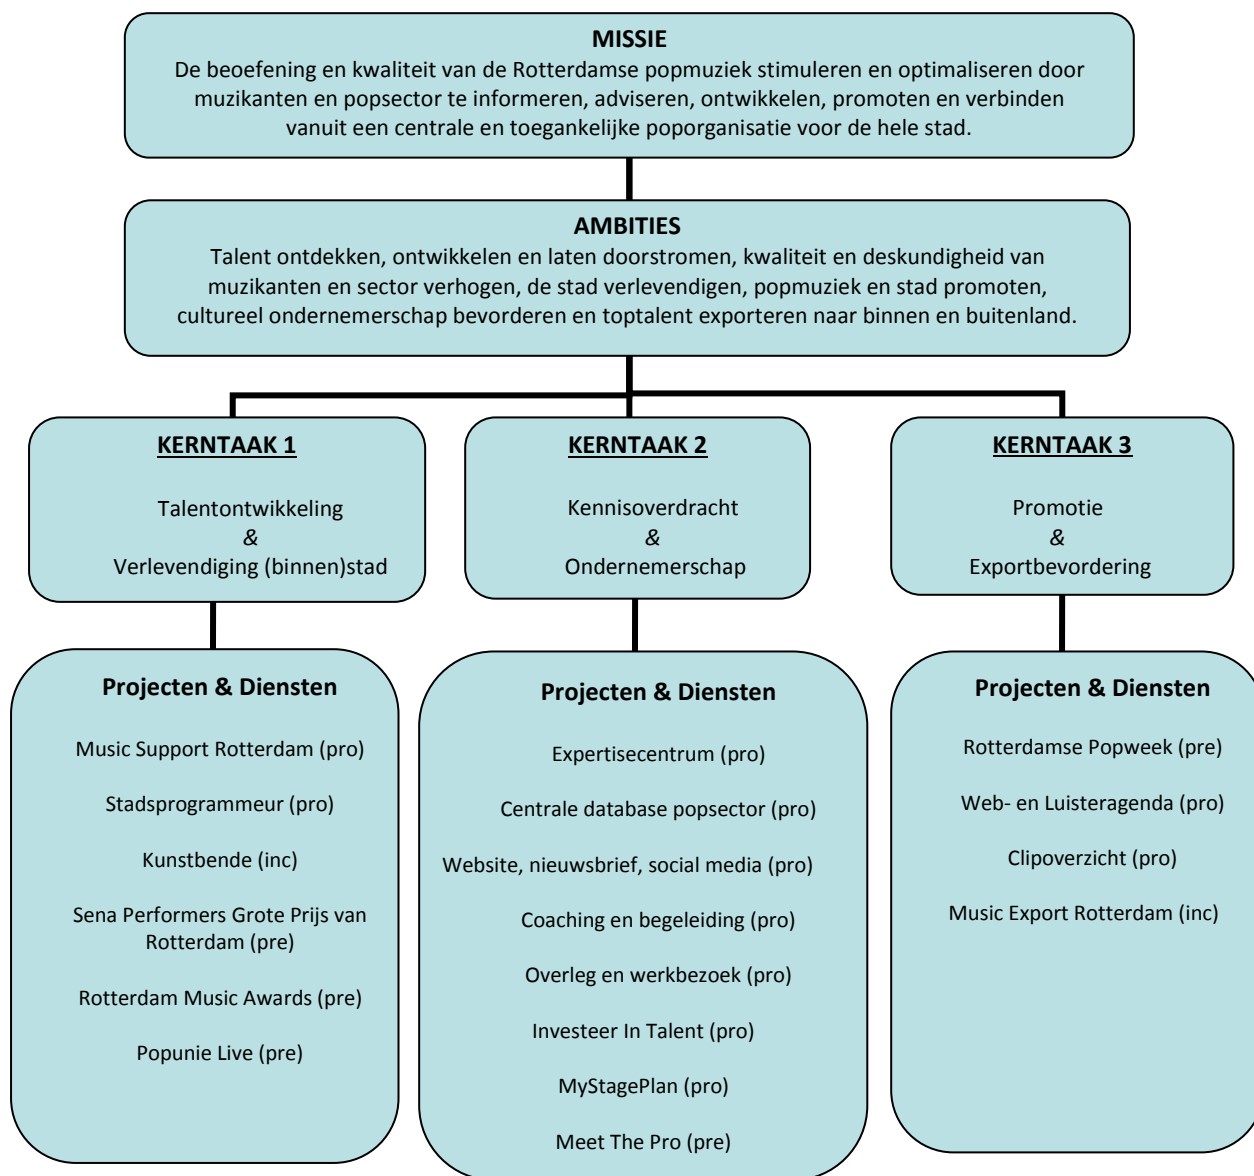 MISSIE
De beoefening en kwaliteit van de Rotterdamse popmuziek stimuleren en optimaliseren door
muzikanten en popsector te informeren, adviseren, ontwikkelen, promoten en verbinden
vanuit een centrale en toegankelijke poporganisatie voor de hele stad.
AMBITIES
Talent ontdekken, ontwikkelen en laten doorstromen, kwaliteit en deskundigheid van
muzikanten en sector verhogen, de stad verlevendigen, popmuziek en stad promoten,
cultureel ondernemerschap bevorderen en toptalent exporteren naar binnen en buitenland.
KERNTAAK 1
Talentontwikkeling
&
Verlevendiging (binnen)stad
KERNTAAK 2
Kennisoverdracht
&
Ondernemerschap
KERNTAAK 3
Promotie
&
Exportbevordering
Projecten & Diensten
Music Support Rotterdam (pro)
Stadsprogrammeur (pro)
Kunstbende (inc)
Sena Performers Grote Prijs van
Rotterdam (pre)
Rotterdam Music Awards (pre)
Popunie Live (pre)
Projecten & Diensten
Expertisecentrum (pro)
Centrale database popsector (pro)
Website, nieuwsbrief, social media (pro)
Coaching en begeleiding (pro)
Overleg en werkbezoek (pro)
Investeer In Talent (pro)
MyStagePlan (pro)
Meet The Pro (pre)
Projecten & Diensten
Rotterdamse Popweek (pre)
Web- en Luisteragenda (pro)
Clipoverzicht (pro)
Music Export Rotterdam (inc)